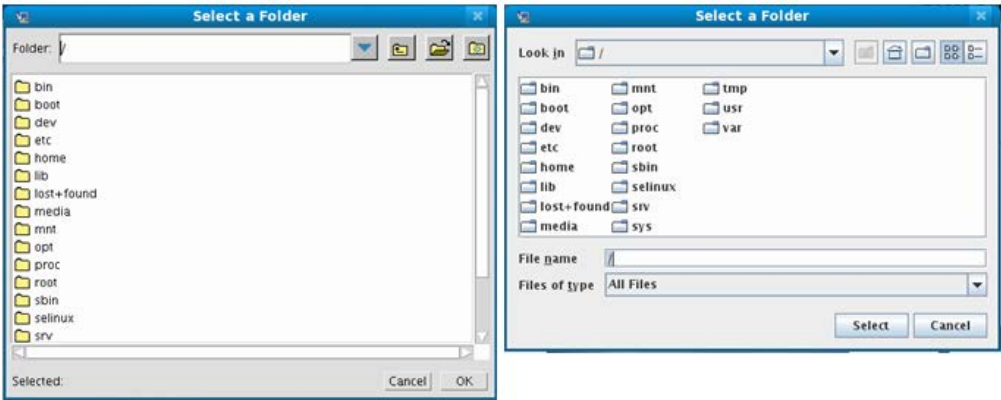 Select a Folder
Folder: /
bin
boot
dev
etc
home
lib
lost+found
media
mnt
opt
proc
root
sbin
selinux
srv
Selected:
Cancel
OK
Select a Folder
Look in /
bin
boot
dev
etc
home
lib
lost+found
media
mnt
opt
proc
root
sbin
selinux
srv
sys
tmp
usr
var
File name /
Files of type All Files
Select
Cancel